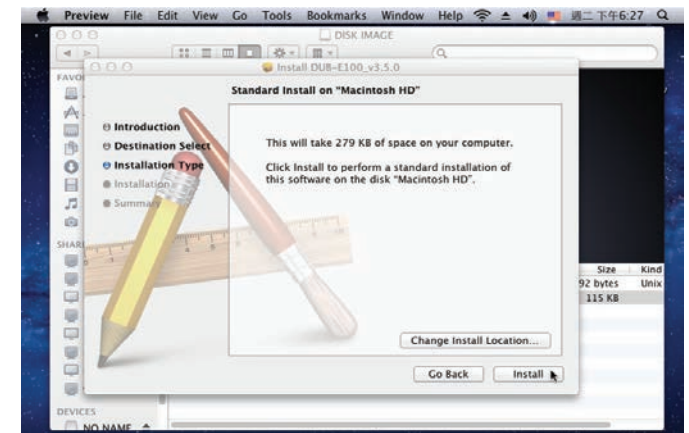 Preview File Edit View Go Tools Bookmarks Window Help 週二下午6:27
DISK IMAGE
Install DUB-E100_v3.5.0
FAVO
Standard Install on "Macintosh HD"
Introduction
Destination Select
Installation Type
Installation
Summary
This will take 279 KB of space on your computer.
Click Install to perform a standard installation of
this software on the disk "Macintosh HD".
SHAR
Size Kind
92 bytes Unix
115 KB
Change Install Location...
Go Back Install
DEVICES
NO NAME